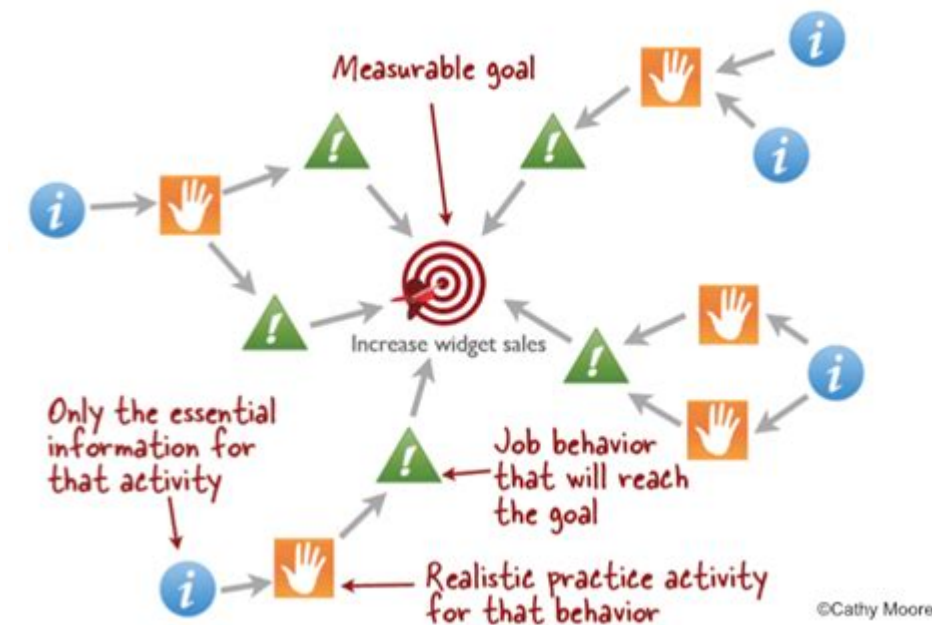 Measurable goal
Increase widget sales
Only the essential
information for
that activity
Job behavior
that will reach
the goal
Realistic practice activity
for that behavior
©Cathy Moore